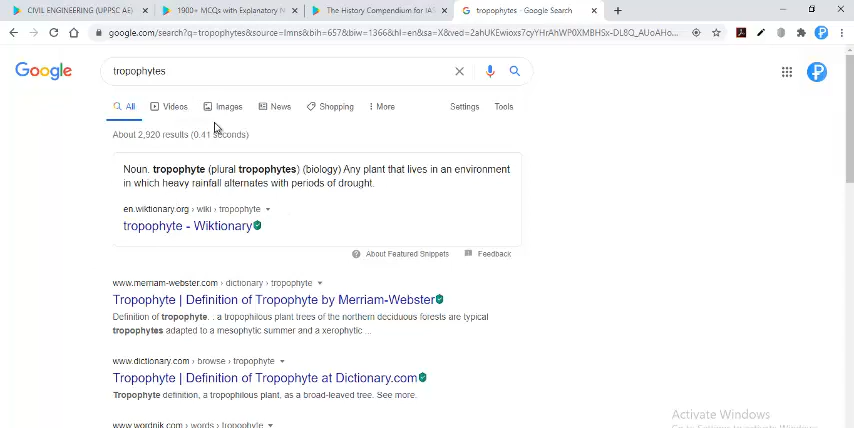 CIVIL ENGINEERING (UPPSC AE)
1900+ MCQs with Explanatory N
The History Compendium for IAS
tropophytes - Google Search
google.com/search?q=tropophytes&source=lmns&bih=657&biw=1366&hl=en&sa=X&ved=2ahUKEwioxs7cyYHrAhWP0XMBHSx-DL8Q_AUoAHo...
Google
tropophytes
All Videos Images News Shopping More Settings Tools
About 2,920 results (0.41 seconds)
Noun. tropophyte (plural tropophytes) (biology) Any plant that lives in an environment
in which heavy rainfall alternates with periods of drought.
en.wiktionary.org › wiki › tropophyte
tropophyte - Wiktionary
About Featured Snippets Feedback
www.merriam-webster.com › dictionary › tropophyte
Tropophyte | Definition of Tropophyte by Merriam-Webster
Definition of tropophyte. : a tropophilous plant trees of the northern deciduous forests are typical
tropophytes adapted to a mesophytic summer and a xerophytic ...
www.dictionary.com › browse › tropophyte
Tropophyte | Definition of Tropophyte at Dictionary.com
Tropophyte definition, a tropophilous plant, as a broad-leaved tree. See more.
www.wordnik.com › words › tropophyte
Activate Windows